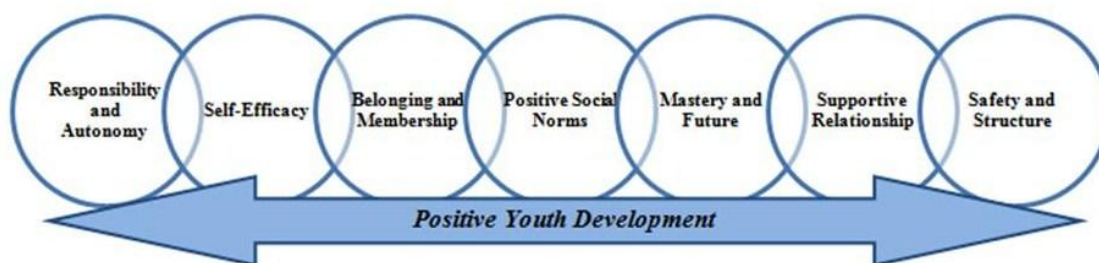 Responsibility
and
Autonomy
Self-Efficacy
Belonging and
Membership
Positive Social
Norms
Mastery and
Future
Supportive
Relationship
Safety and
Structure
Positive Youth Development